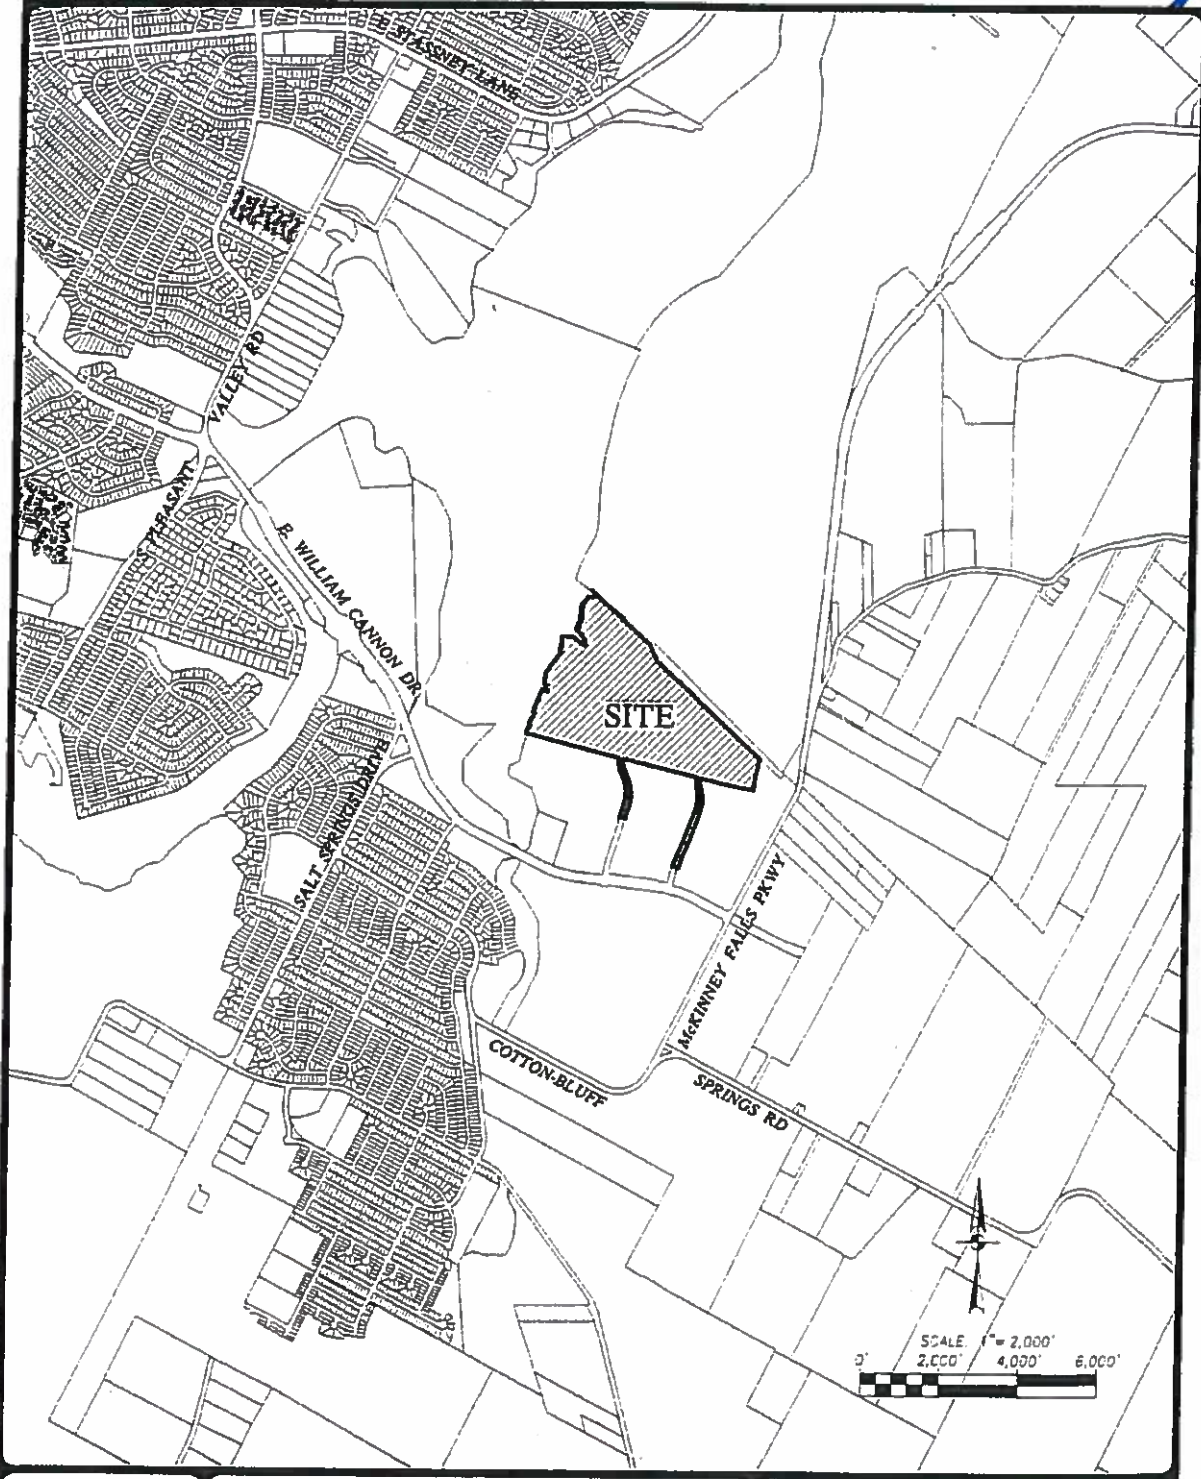 STASSNEY LANE
VALLEY RD
S PLEASANT
E. WILLIAM CANNON DR.
SITE
SALT SPRINGS DRIVE
McKINNEY FALLS PKWY
COTTON-BLUFF
SPRINGS RD
SCALE: 1"= 2,000'
0' 2,000' 4,000' 6,000'